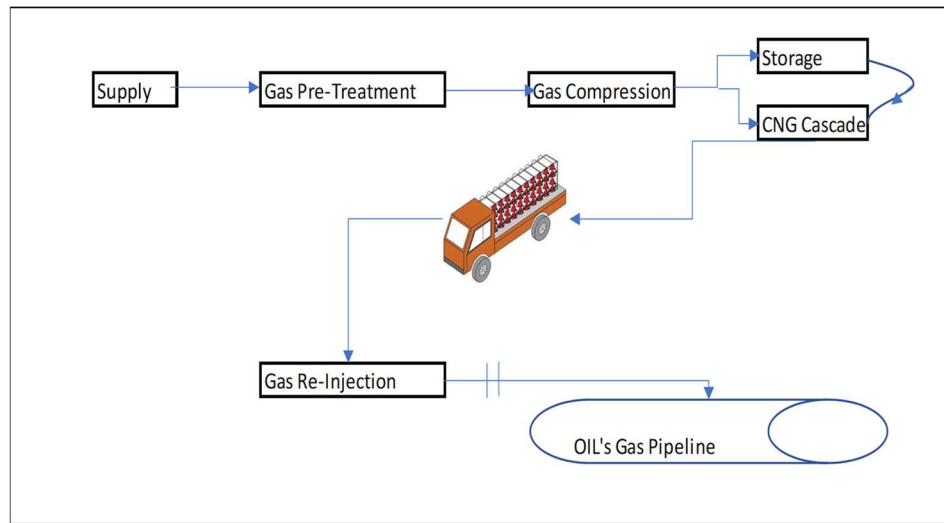 Supply
Gas Pre-Treatment
Gas Compression
Storage
CNG Cascade
Gas Re-Injection
OIL's Gas Pipeline